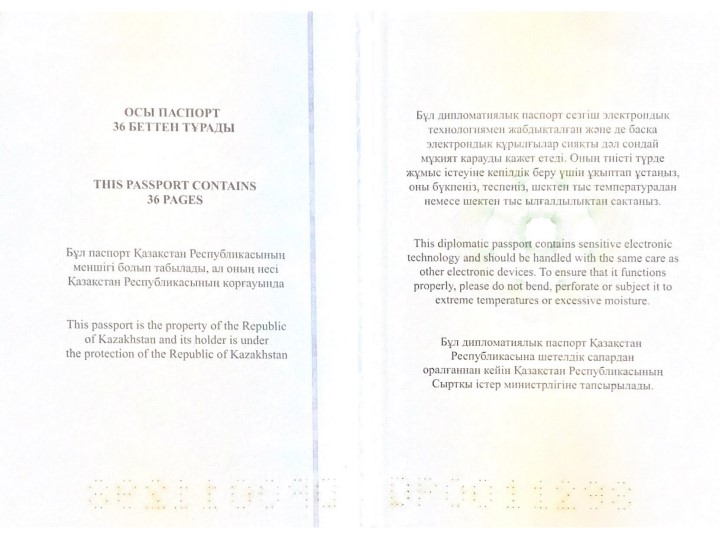 ОСЫ ПАСПОРТ
36 БЕТТЕН ТҰРАДЫ
THIS PASSPORT CONTAINS
36 PAGES
Бұл паспорт Қазақстан Республикасының
меншігі болып табылады, ал оның иесі
Қазақстан Республикасының қорғауында
This passport is the property of the Republic
of Kazakhstan and its holder is under
the protection of the Republic of Kazakhstan
Бұл дипломатиялық паспорт сезгіш электрондық
технологиямен жабдықталған және де басқа
электрондық құрылғылар сияқты дәл сондай
мұқият қарауды қажет етеді. Оның тиісті түрде
жұмыс істеуіне кепілдік беру үшін ұқыптап ұстаңыз,
оны бүкпеңіз, теспеңіз, шектен тыс температурадан
немесе шектен тыс ылғалдылықтан сақтаңыз.
This diplomatic passport contains sensitive electronic
technology and should be handled with the same care as
other electronic devices. To ensure that it functions
properly, please do not bend, perforate or subject it to
extreme temperatures or excessive moisture.
Бұл дипломатиялық паспорт Қазақстан
Республикасына шетелдік сапардан
оралғаннан кейін Қазақстан Республикасының
Сыртқы істер министрлігіне тапсырылады.